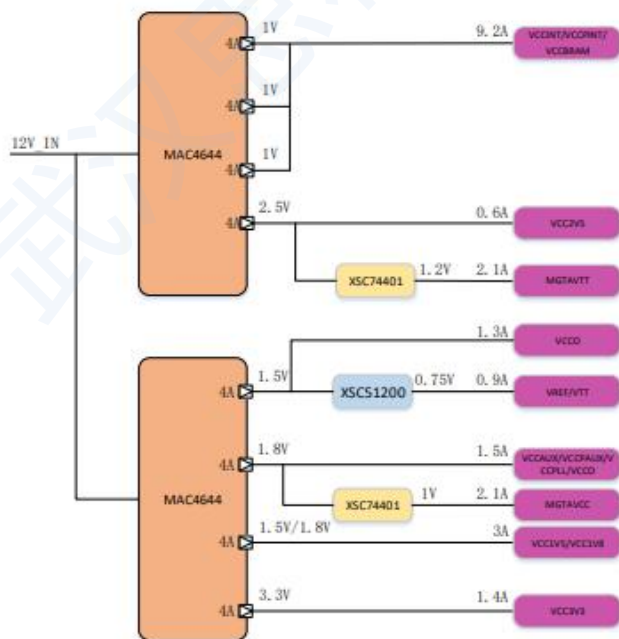 12V_IN
MAC4644
4A
1V
9.2A
VCCINT/VCCPINT/
VCCBRAM
4A
1V
4A
1V
4A
2.5V
0.6A
VCC2V5
XSC74401
1.2V
2.1A
MGTAVTT
MAC4644
4A
1.5V
1.3A
VCCO
XSC51200
0.75V
0.9A
VREF/VTT
4A
1.8V
1.5A
VCCAUX/VCCPAUX/V
CCPLL/VCCO
XSC74401
1V
2.1A
MGTAVCC
4A
1.5V/1.8V
3A
VCC1V5/VCC1V8
4A
3.3V
1.4A
VCC3V3